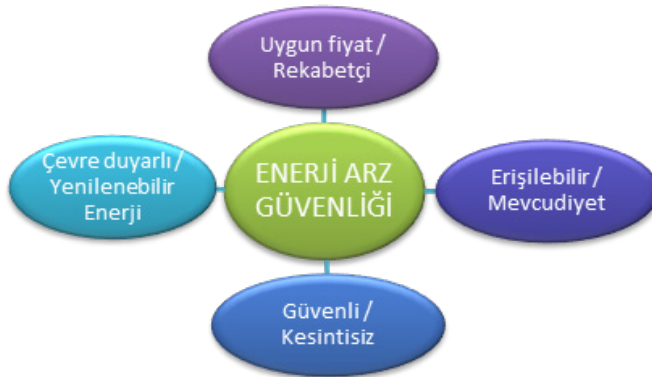 Uygun fiyat /
Rekabetçi
Çevre duyarlı /
Yenilenebilir
Enerji
ENERJİ ARZ
GÜVENLİĞİ
Erişilebilir /
Mevcudiyet
Güvenli /
Kesintisiz